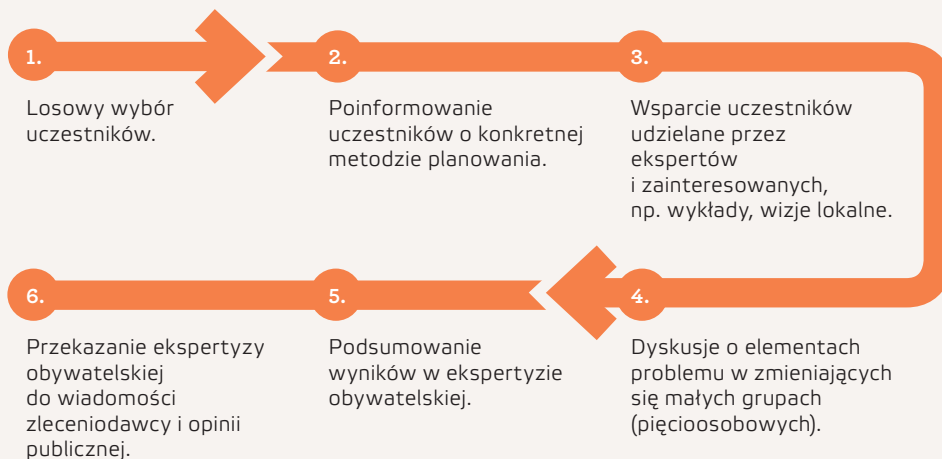 1.
Losowy wybór
uczestników.
2.
Poinformowanie
uczestników o konkretnej
metodzie planowania.
3.
Wsparcie uczestników
udzielane przez
ekspertów
i zainteresowanych,
np. wykłady, wizje lokalne.
4.
Dyskusje o elementach
problemu w zmieniających
się małych grupach
(pięcioosobowych).
5.
Podsumowanie
wyników w ekspertyzie
obywatelskiej.
6.
Przekazanie ekspertyzy
obywatelskiej
do wiadomości
zleceniodawcy i opinii
publicznej.